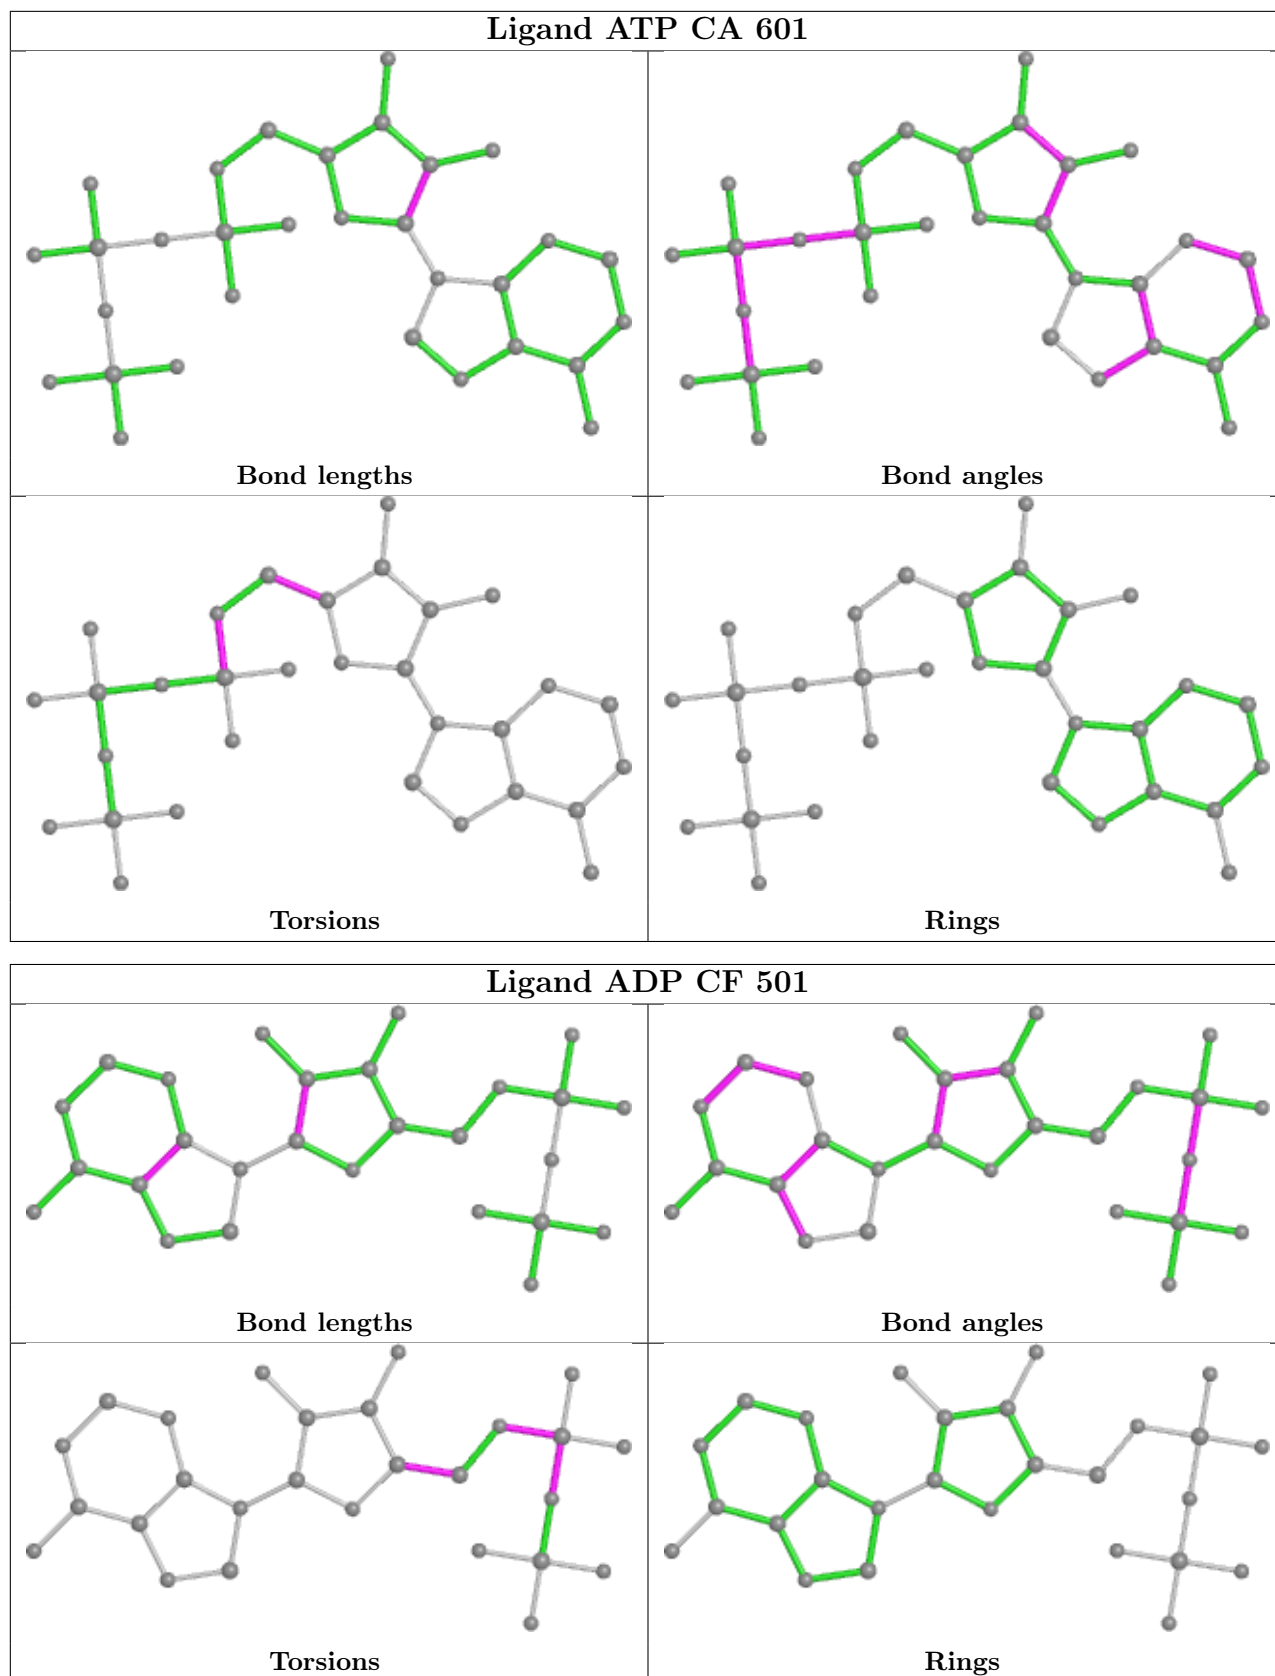 Ligand ATP CA 601
Bond lengths
Bond angles
Torsions
Rings
Ligand ADP CF 501
Bond lengths
Bond angles
Torsions
Rings